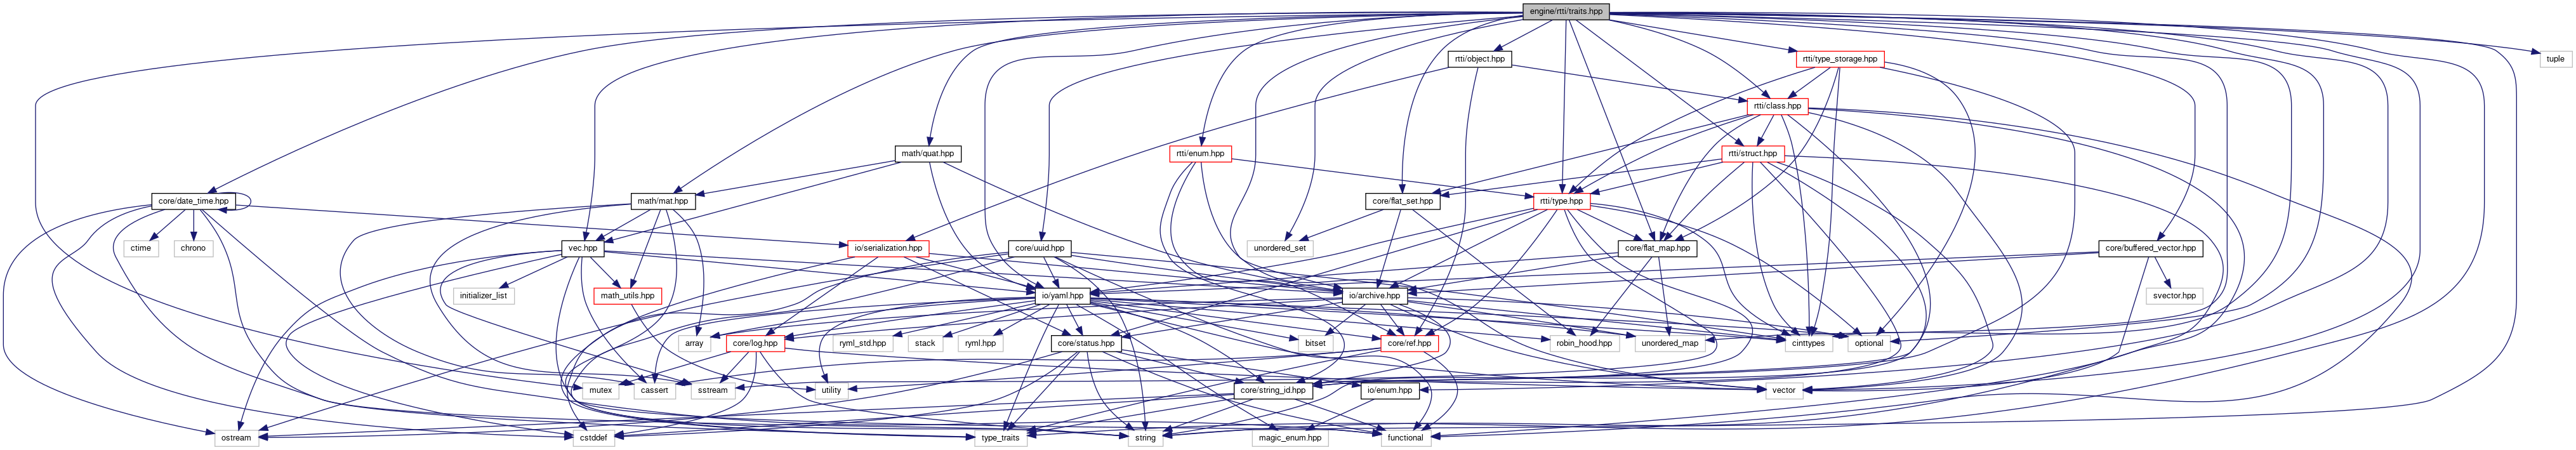 engine/rtti/traits.hpp
rtti/object.hpp
rtti/type_storage.hpp
tuple
rtti/class.hpp
math/quat.hpp
rtti/enum.hpp
rtti/struct.hpp
core/date_time.hpp
math/mat.hpp
core/flat_set.hpp
rtti/type.hpp
ctime
chrono
vec.hpp
io/serialization.hpp
core/uuid.hpp
unordered_set
core/flat_map.hpp
core/buffered_vector.hpp
initializer_list
math_utils.hpp
io/yaml.hpp
io/archive.hpp
svector.hpp
array
core/log.hpp
ryml_std.hpp
stack
ryml.hpp
core/status.hpp
bitset
core/ref.hpp
robin_hood.hpp
unordered_map
cinttypes
optional
mutex
cassert
sstream
utility
core/string_id.hpp
io/enum.hpp
vector
ostream
cstddef
type_traits
string
magic_enum.hpp
functional